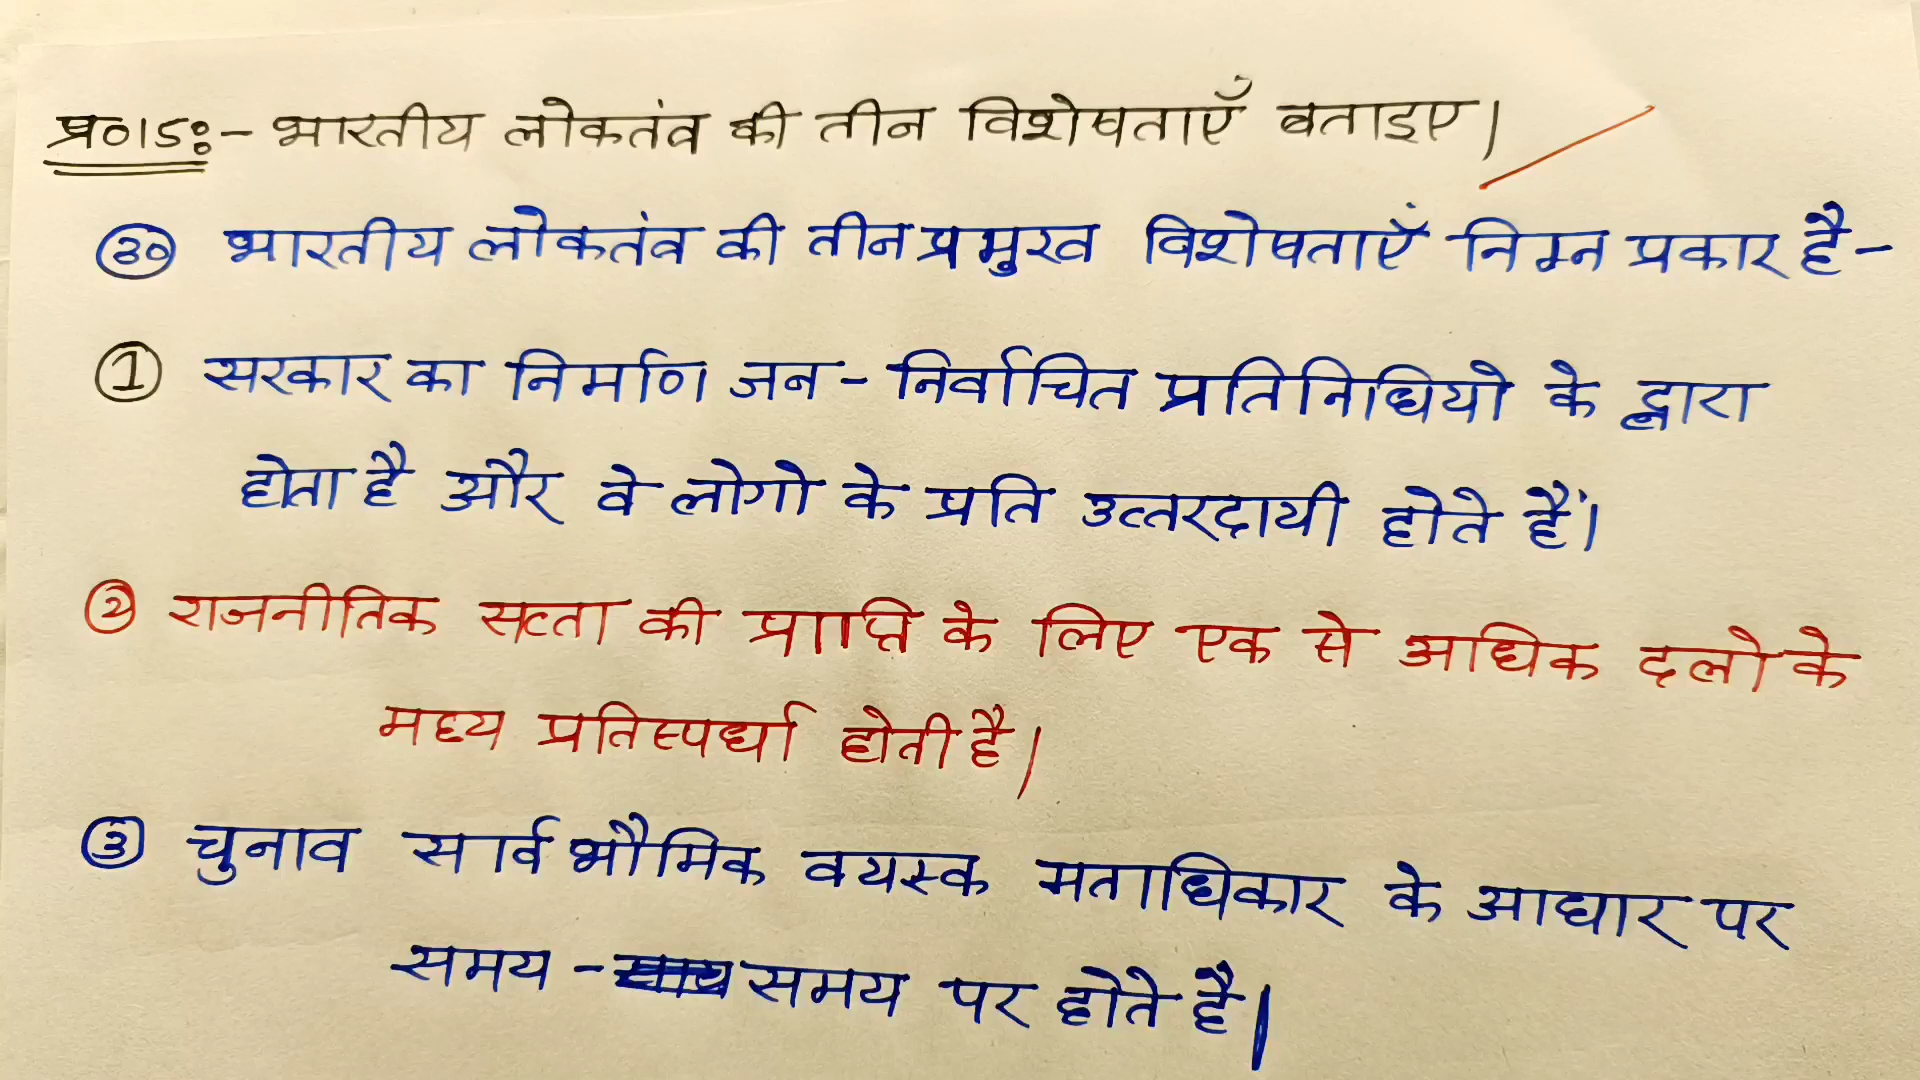 प्र०15:- भारतीय लोकतंत्र की तीन विशेषताएँ बताइए।
उ० भारतीय लोकतंत्र की तीन प्रमुख विशेषताएँ निम्न प्रकार है-
1 सरकार का निर्माण जन-निर्वाचित प्रतिनिधियो के द्वारा
होता है और वे लोगो के प्रति उत्तरदायी होते हैं।
2 राजनीतिक सत्ता की प्राप्ति के लिए एक से अधिक दलो के
मध्य प्रतिस्पर्धा होती है।
3 चुनाव सार्वभौमिक वयस्क मताधिकार के आधार पर
समय - समय पर होते है।